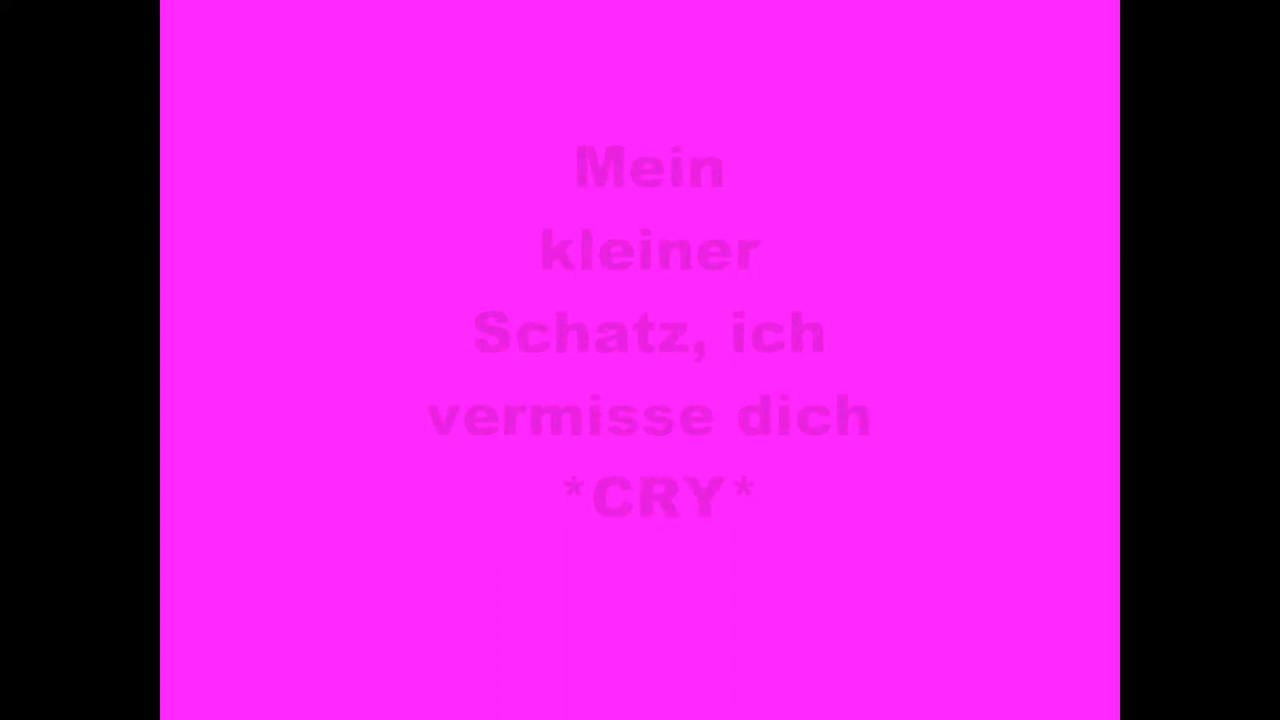 Mein
kleiner
Schatz, ich
vermisse dich
*CRY*